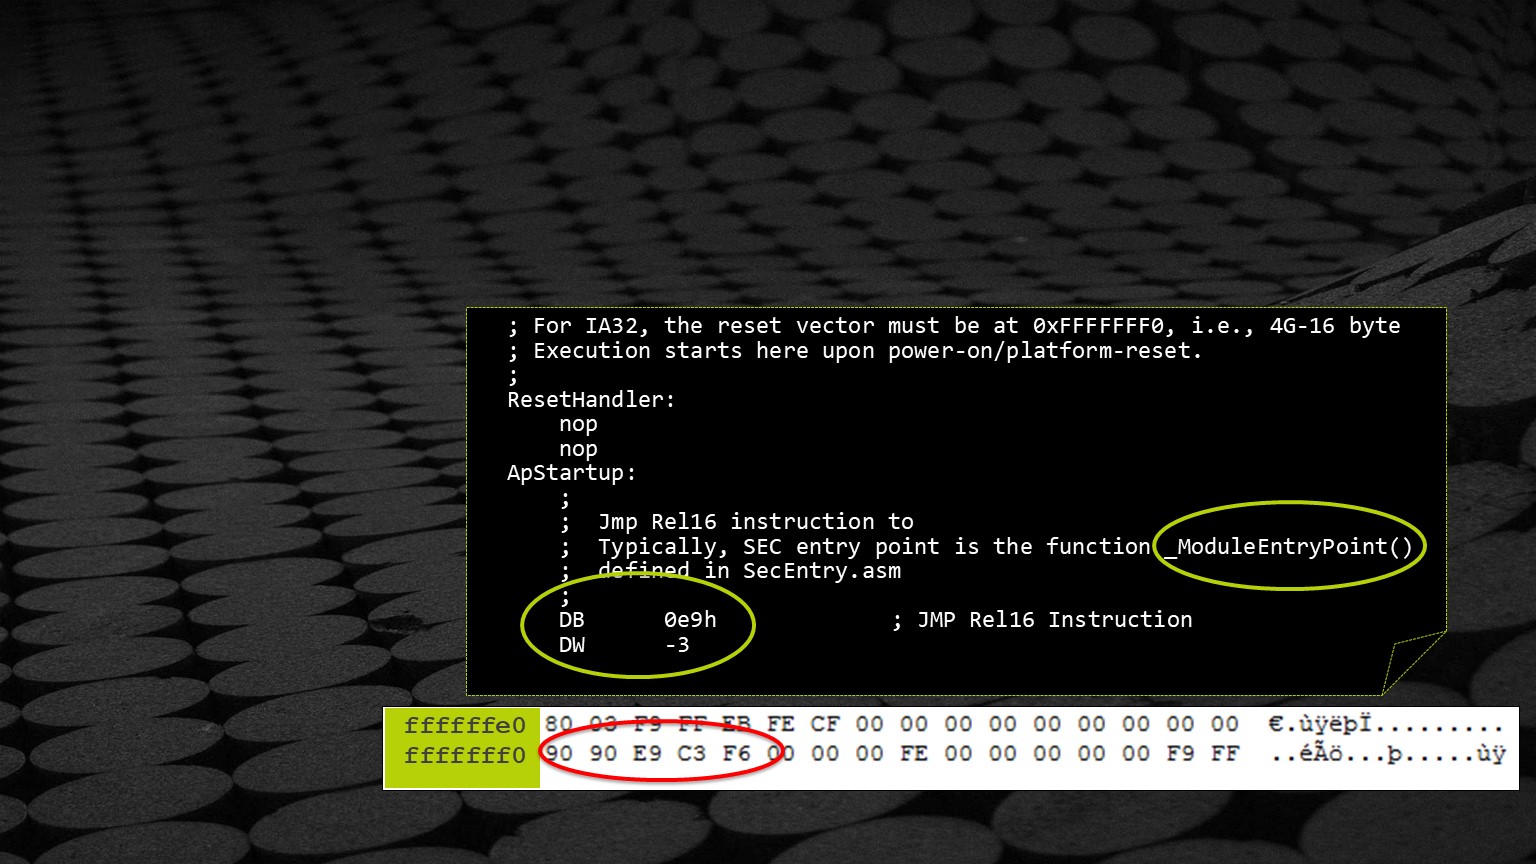 ; For IA32, the reset vector must be at 0xFFFFFFF0, i.e., 4G-16 byte
; Execution starts here upon power-on/platform-reset.
;
ResetHandler:
nop
nop
ApStartup:
;
; Jmp Rel16 instruction to
; Typically, SEC entry point is the function _ModuleEntryPoint()
; defined in SecEntry.asm
;
DB 0e9h ; JMP Rel16 Instruction
DW -3
ffffffe0 80 03 F9 FF EB FE CF 00 00 00 00 00 00 00 00 00 €.ùÿëþÏ.........
fffffff0 90 90 E9 C3 F6 00 00 00 FE 00 00 00 00 00 F9 FF ..éÃö...þ.....ùÿ